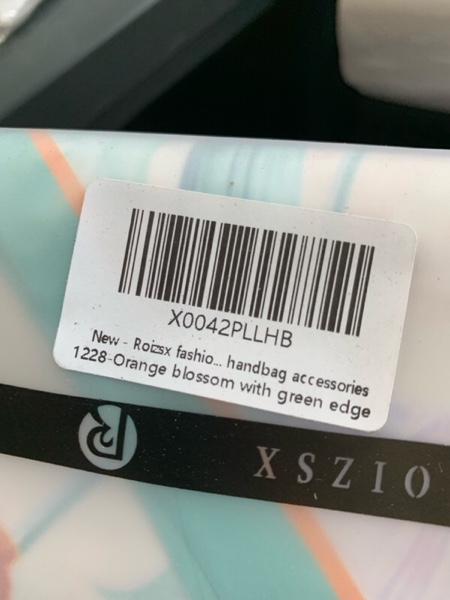 X0042PLLHB
New - Roizsx fashio... handbag accessories
1228-Orange blossom with green edge
XSZIO